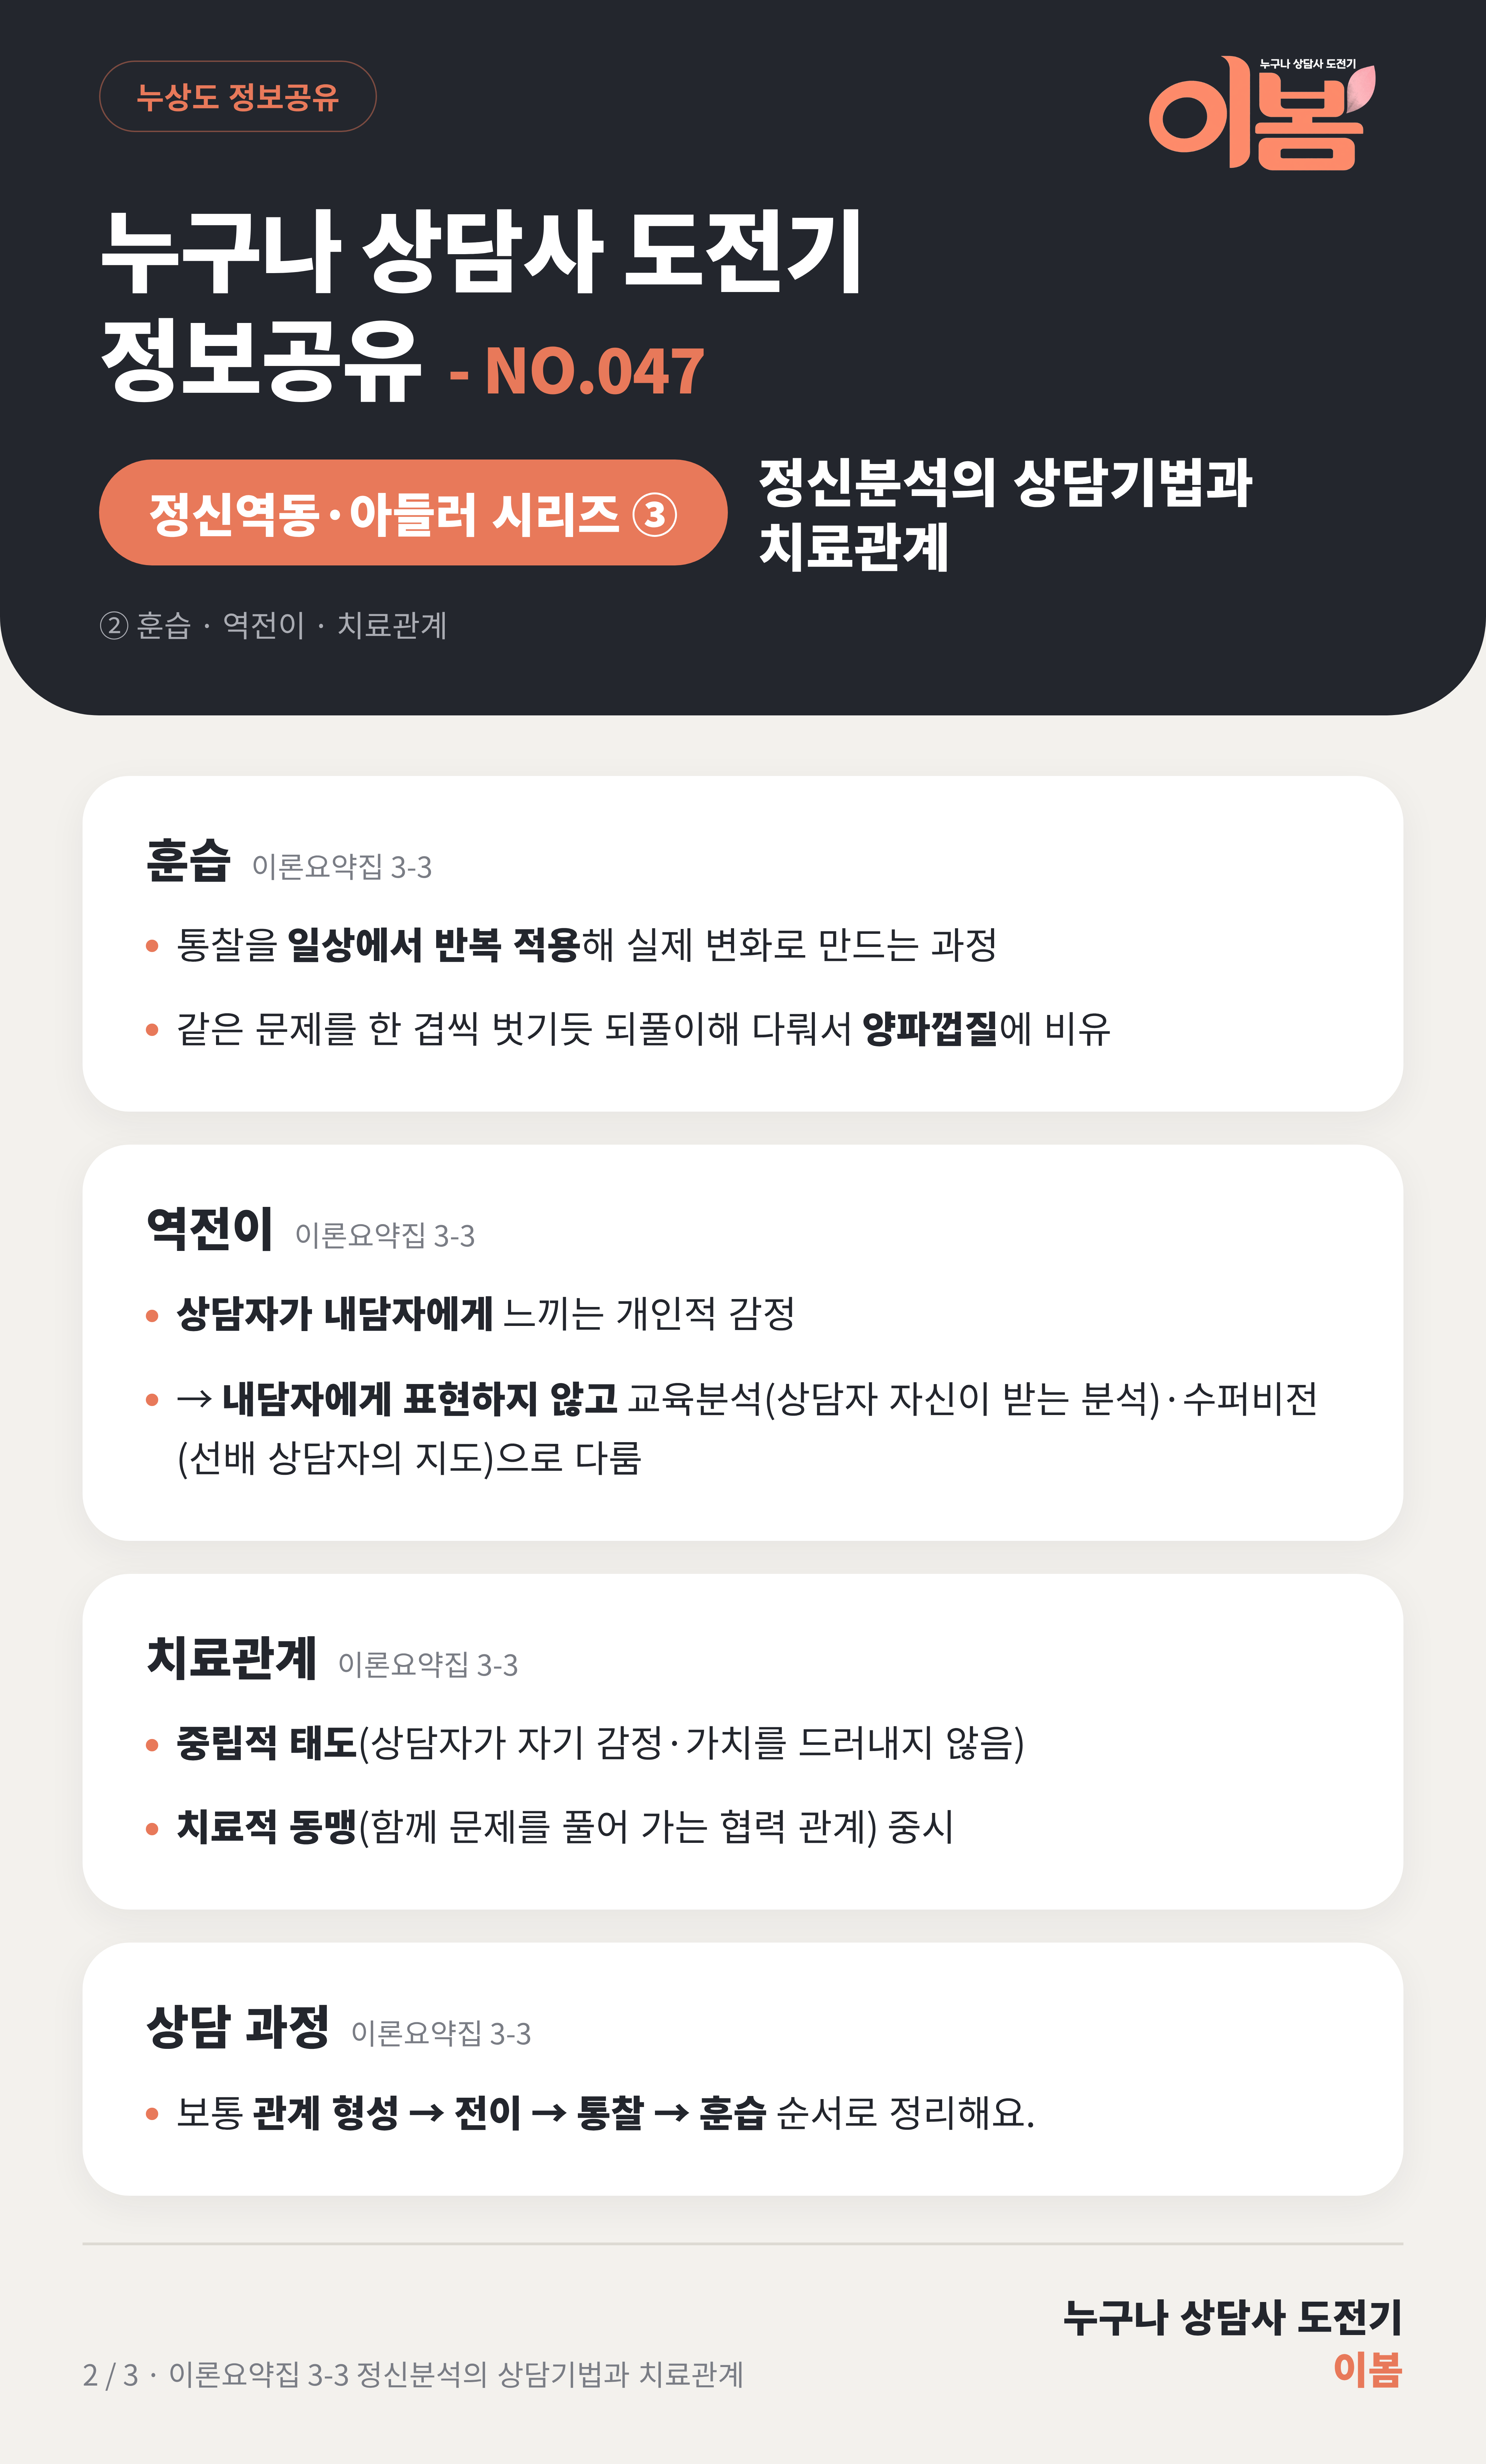 누상도 정보공유
누구나 상담사 도전기
이봄
누구나 상담사 도전기
정보공유 - NO.047
정신역동·아들러 시리즈 ③
정신분석의 상담기법과
치료관계
② 훈습 · 역전이 · 치료관계
훈습 이론요약집 3-3
• 통찰을 일상에서 반복 적용해 실제 변화로 만드는 과정
• 같은 문제를 한 겹씩 벗기듯 되풀이해 다뤄서 양파껍질에 비유
역전이 이론요약집 3-3
• 상담자가 내담자에게 느끼는 개인적 감정
• → 내담자에게 표현하지 않고 교육분석(상담자 자신이 받는 분석)·수퍼비전
(선배 상담자의 지도)으로 다룸
치료관계 이론요약집 3-3
• 중립적 태도(상담자가 자기 감정·가치를 드러내지 않음)
• 치료적 동맹(함께 문제를 풀어 가는 협력 관계) 중시
상담 과정 이론요약집 3-3
• 보통 관계 형성 → 전이 → 통찰 → 훈습 순서로 정리해요.
누구나 상담사 도전기
2 / 3 · 이론요약집 3-3 정신분석의 상담기법과 치료관계
이봄